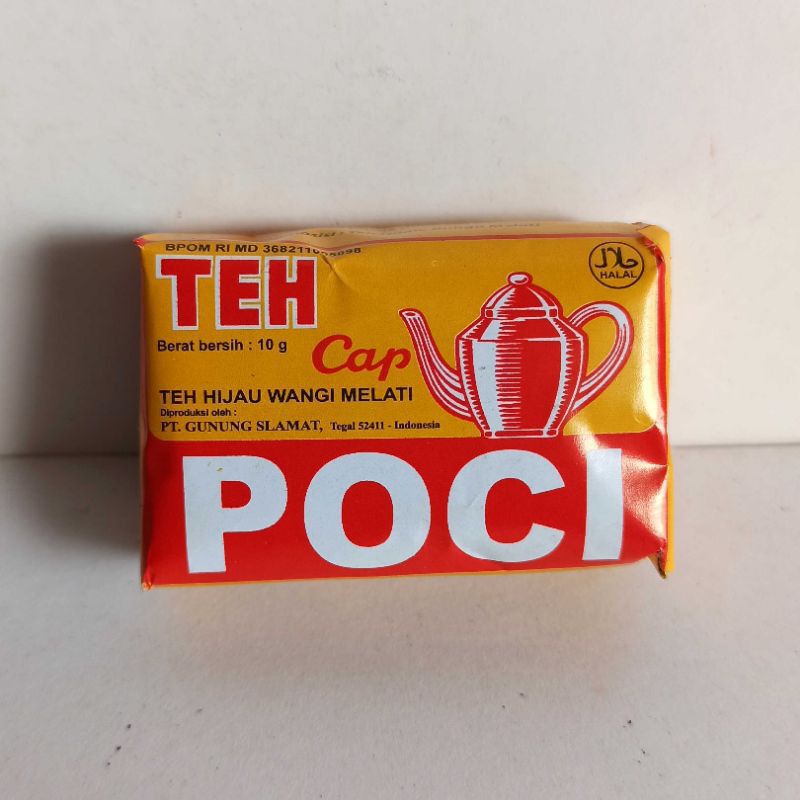 BPOM RI MD
TEH
Berat bersih : 10 g
Cap
حلال
HALAL
TEH HIJAU WANGI MELATI
Diproduksi oleh :
PT. GUNUNG SLAMAT, Tegal 52411 - Indonesia
POCI